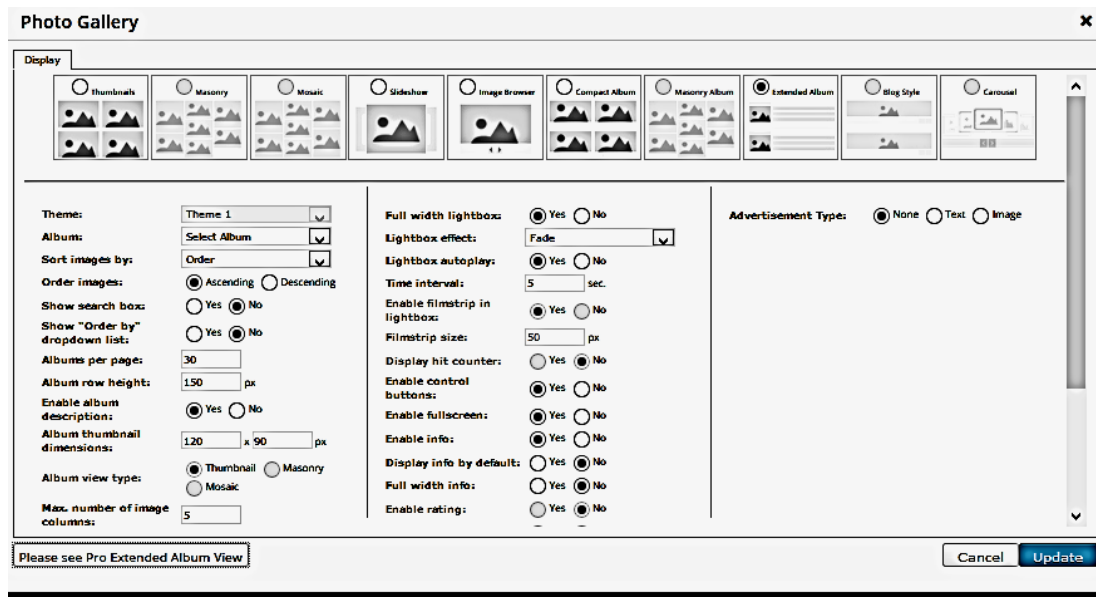 Photo Gallery
Display
Thumbnails
Masonry
Mosaic
Slideshow
Image Browser
Compact Album
Masonry Album
Extended Album
Blog Style
Carousel
Theme: Theme 1
Album: Select Album
Sort images by: Order
Order images: Ascending Descending
Show search box: Yes No
Show "Order by"
dropdown list: Yes No
Albums per page: 30
Album row height: 150 px
Enable album
description: Yes No
Album thumbnail
dimensions: 120 x 90 px
Album view type: Thumbnail Masonry
Mosaic
Max. number of image
columns: 5
Full width lightbox: Yes No
Lightbox effect: Fade
Lightbox autoplay: Yes No
Time interval: 5 sec.
Enable filmstrip in
lightbox: Yes No
Filmstrip size: 50 px
Display hit counter: Yes No
Enable control
buttons: Yes No
Enable fullscreen: Yes No
Enable info: Yes No
Display info by default: Yes No
Full width info: Yes No
Enable rating: Yes No
Advertisement Type: None Text Image
Please see Pro Extended Album View
Cancel
Update